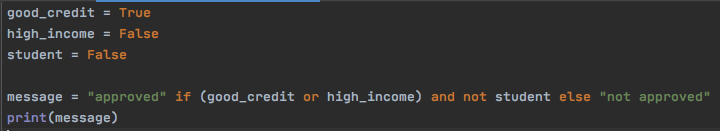 good_credit = True
high_income = False
student = False
message = "approved" if (good_credit or high_income) and not student else "not approved"
print(message)